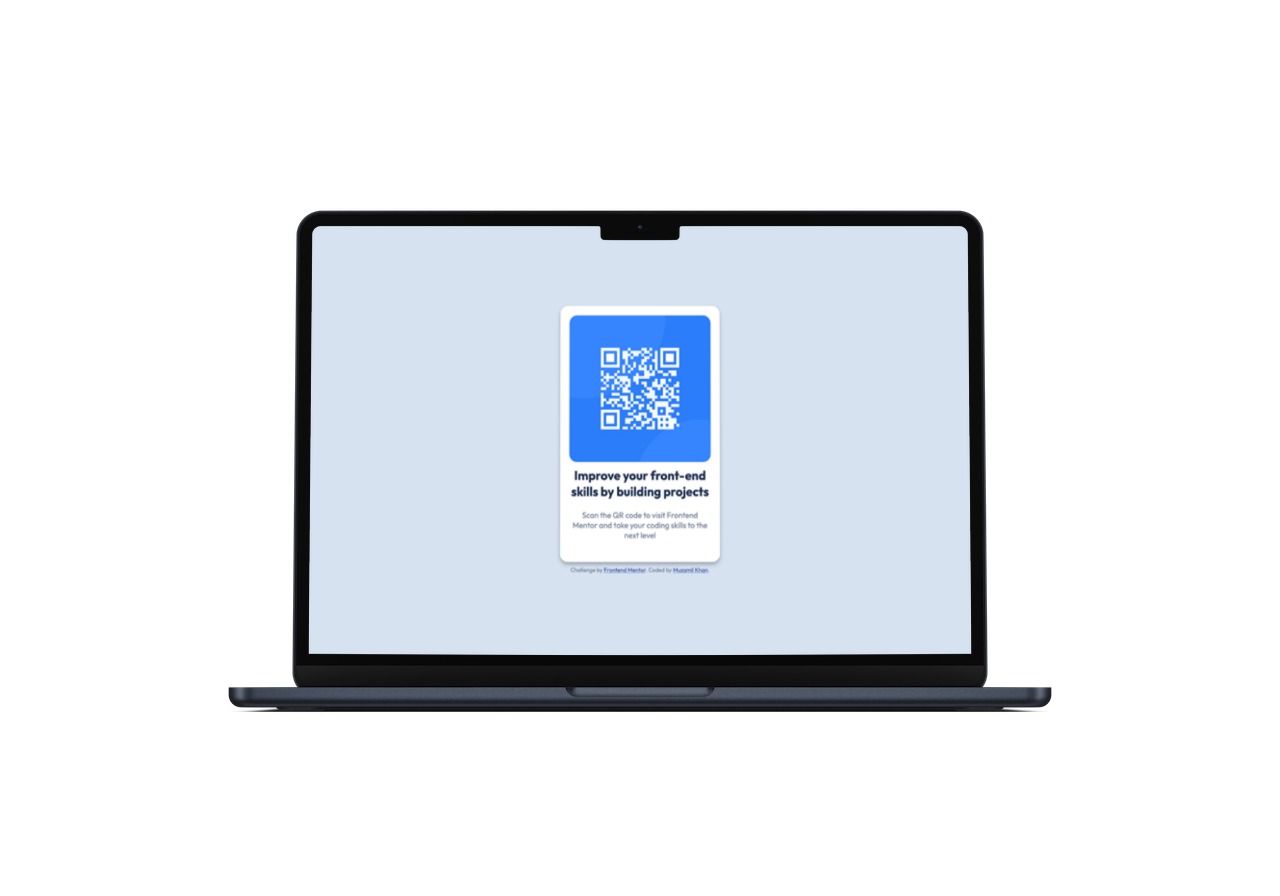 Improve your front-end
skills by building projects
Scan the QR code to visit Frontend
Mentor and take your coding skills to the
next level
Challenge by Frontend Mentor. Coded by Muzamil Khan.